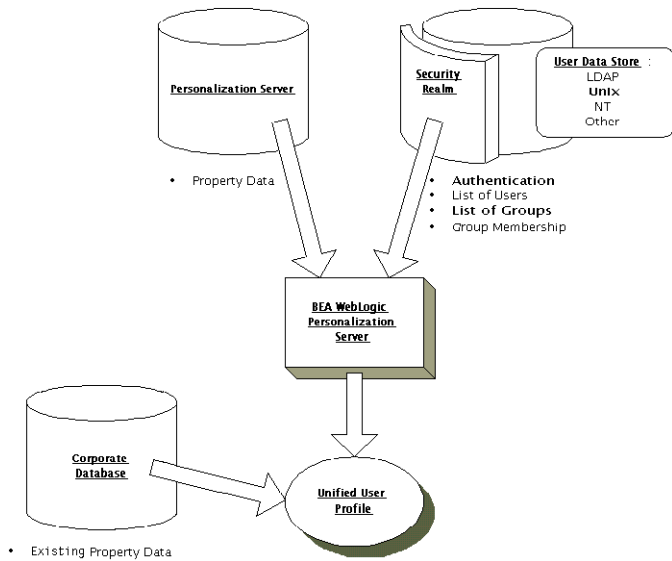 Personalization Server
Security
Realm
User Data Store :
LDAP
Unix
NT
Other
• Property Data
• Authentication
• List of Users
• List of Groups
• Group Membership
BEA WebLogic
Personalization
Server
Corporate
Database
Unified User
Profile
• Existing Property Data